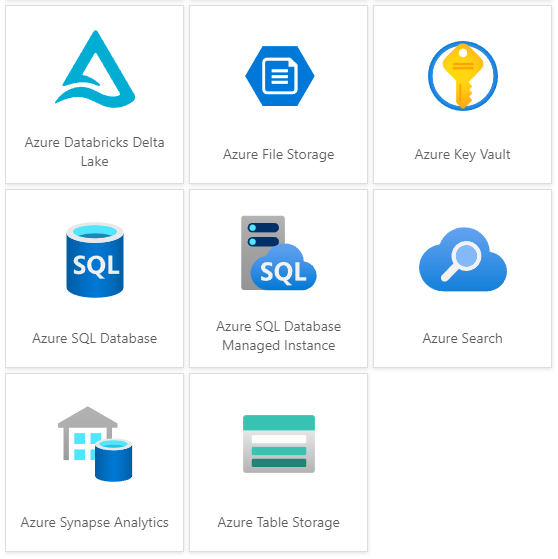 Azure Databricks Delta
Lake
Azure File Storage
Azure Key Vault
SQL
Azure SQL Database
SQL
Azure SQL Database
Managed Instance
Azure Search
Azure Synapse Analytics
Azure Table Storage